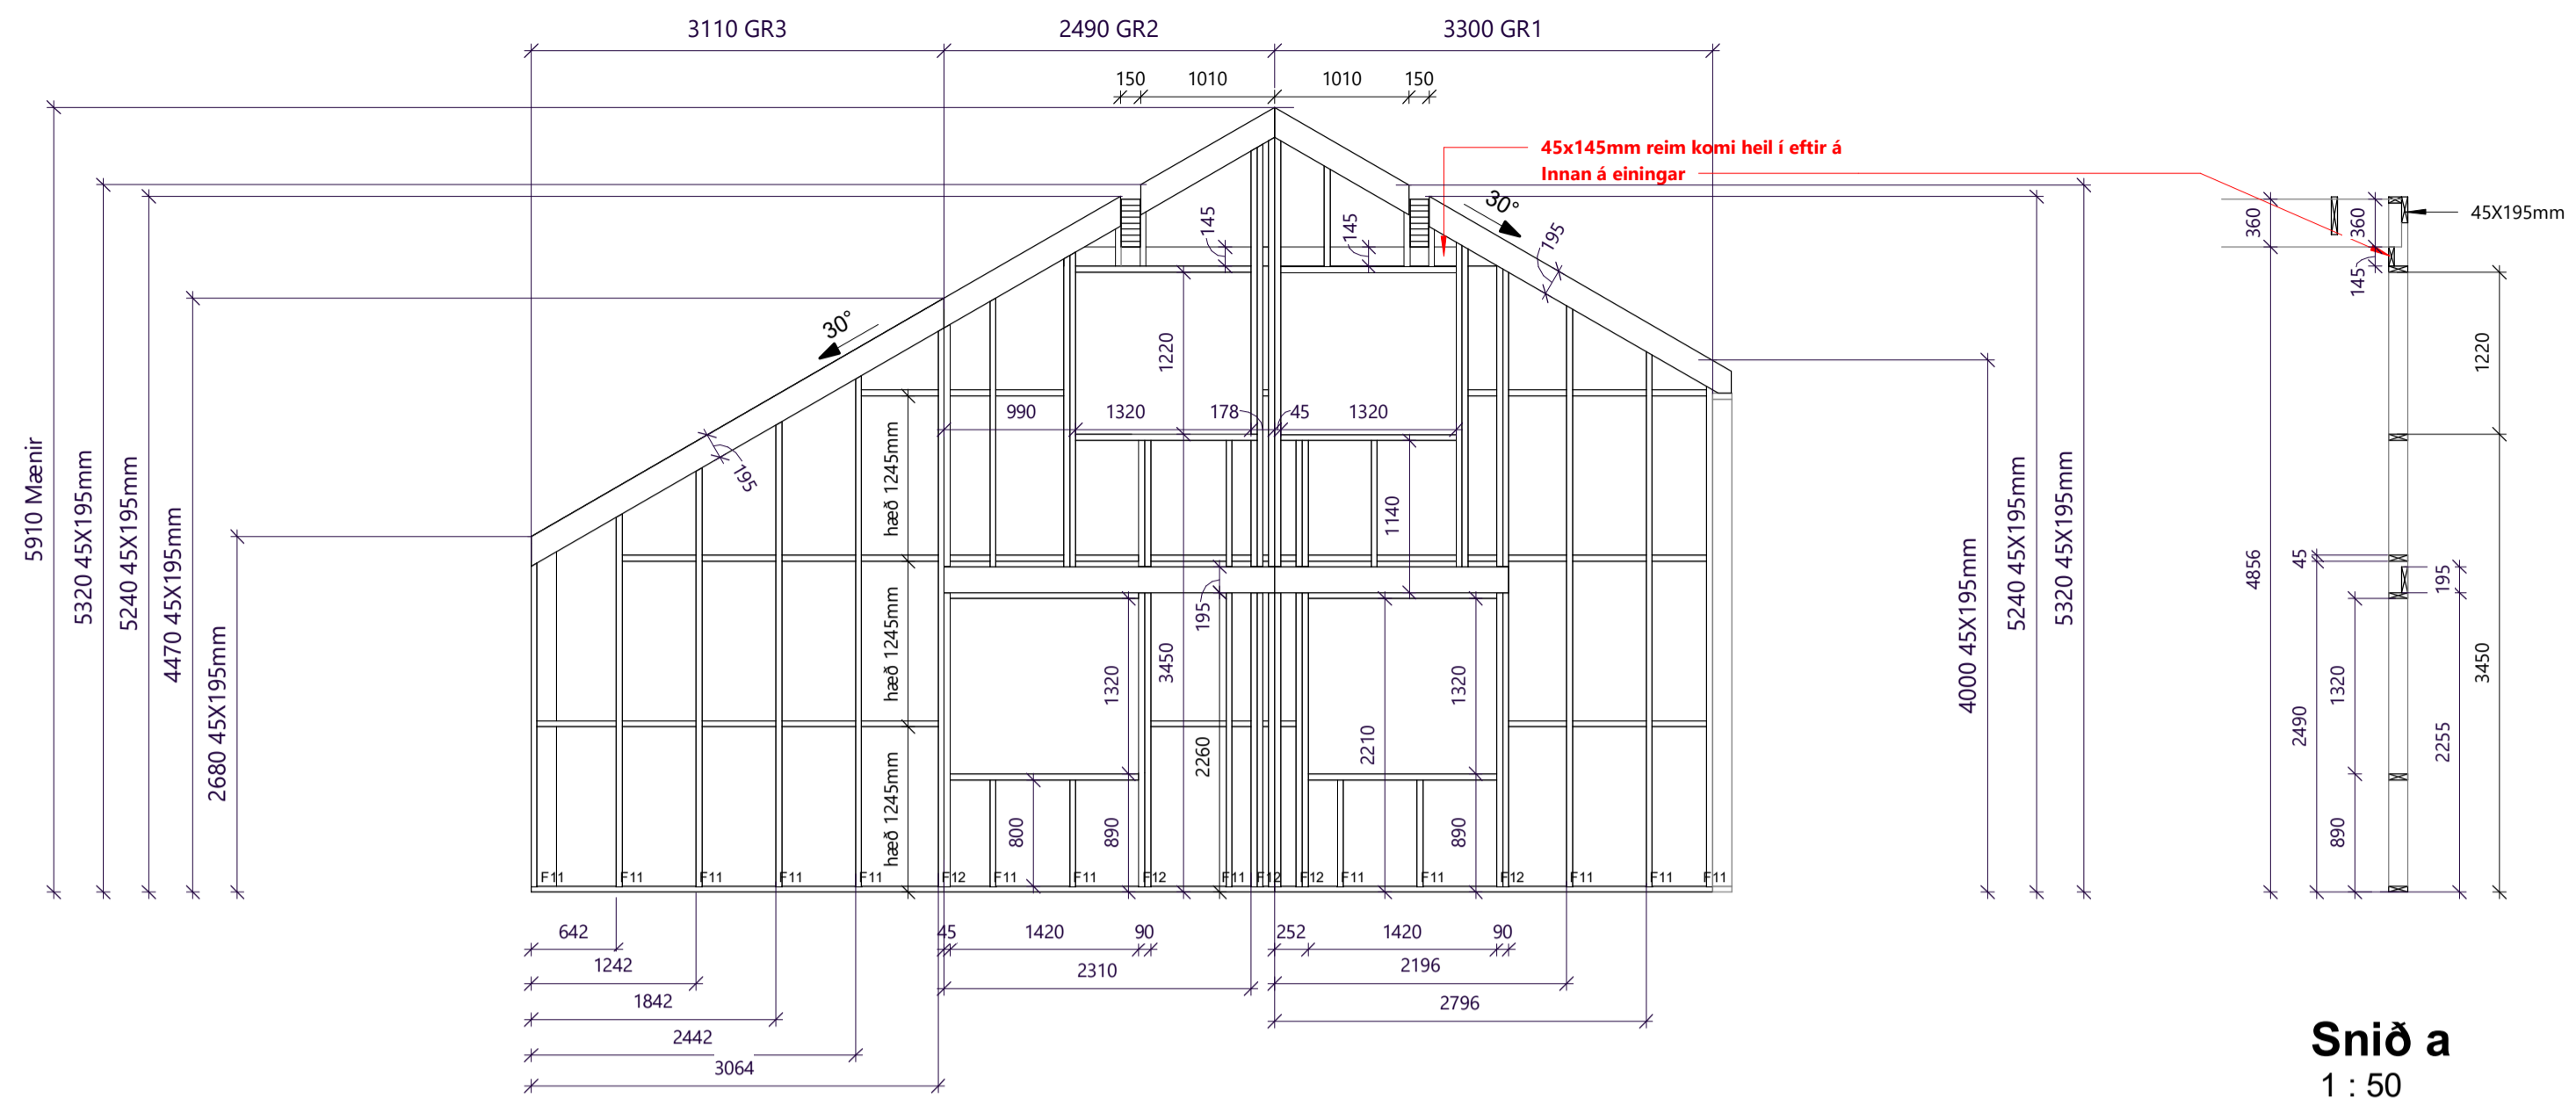 3110 GR3
2490 GR2
3300 GR1
150
1010
1010
150
45x145mm reim komi heil í eftir á
Innan á einingar
30°
195
145
145
360
360
45X195mm
145
30°
1220
1220
990
1320
178
45
1320
195
hæð 1245mm
1140
5910 Mænir
5320 45X195mm
5240 45X195mm
4470 45X195mm
2680 45X195mm
4000 45X195mm
5240 45X195mm
5320 45X195mm
4856
45
195
hæð 1245mm
195
1320
3450
1320
2490
1320
2255
3450
2260
2210
hæð 1245mm
800
890
890
890
F11
F11
F11
F11
F11
F12
F11
F11
F12
F11
F12
F12
F11
F11
F12
F11
F11
F11
642
45
1420
90
252
1420
90
1242
2310
2196
1842
2796
2442
3064
Snið a
1 : 50